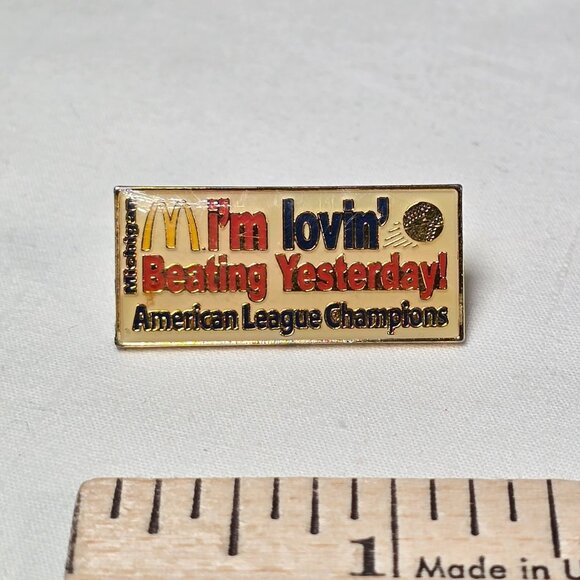 Michigan
M i'm lovin'
Beating Yesterday!
American League Champions
1
Made in U